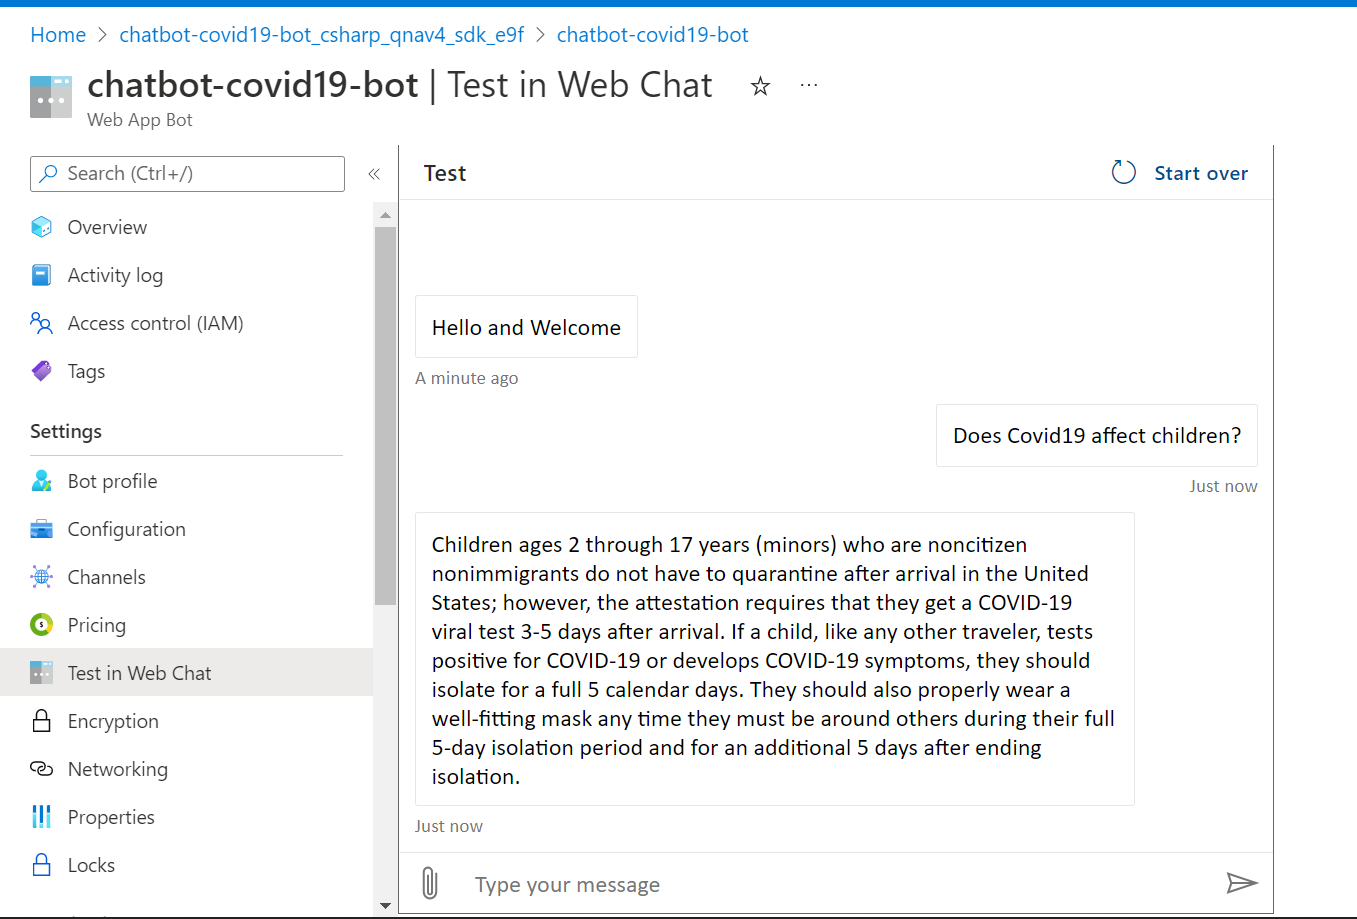 Home > chatbot-covid19-bot_csharp_qnav4_sdk_e9f > chatbot-covid19-bot
chatbot-covid19-bot | Test in Web Chat
Web App Bot
Search (Ctrl+/)
Overview
Activity log
Access control (IAM)
Tags
Settings
Bot profile
Configuration
Channels
Pricing
Test in Web Chat
Encryption
Networking
Properties
Locks
Test
Start over
Hello and Welcome
A minute ago
Does Covid19 affect children?
Just now
Children ages 2 through 17 years (minors) who are noncitizen
nonimmigrants do not have to quarantine after arrival in the United
States; however, the attestation requires that they get a COVID-19
viral test 3-5 days after arrival. If a child, like any other traveler, tests
positive for COVID-19 or develops COVID-19 symptoms, they should
isolate for a full 5 calendar days. They should also properly wear a
well-fitting mask any time they must be around others during their full
5-day isolation period and for an additional 5 days after ending
isolation.
Just now
Type your message